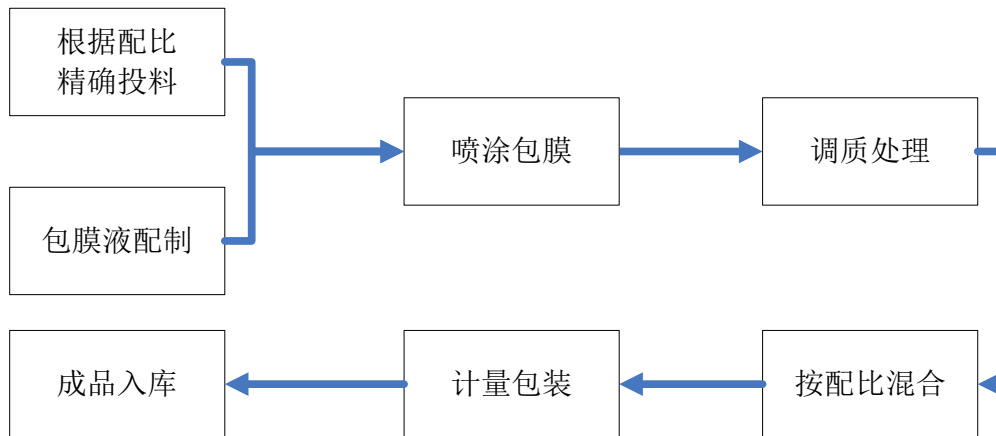 根据配比
精确投料
喷涂包膜
调质处理
包膜液配制
成品入库
计量包装
按配比混合